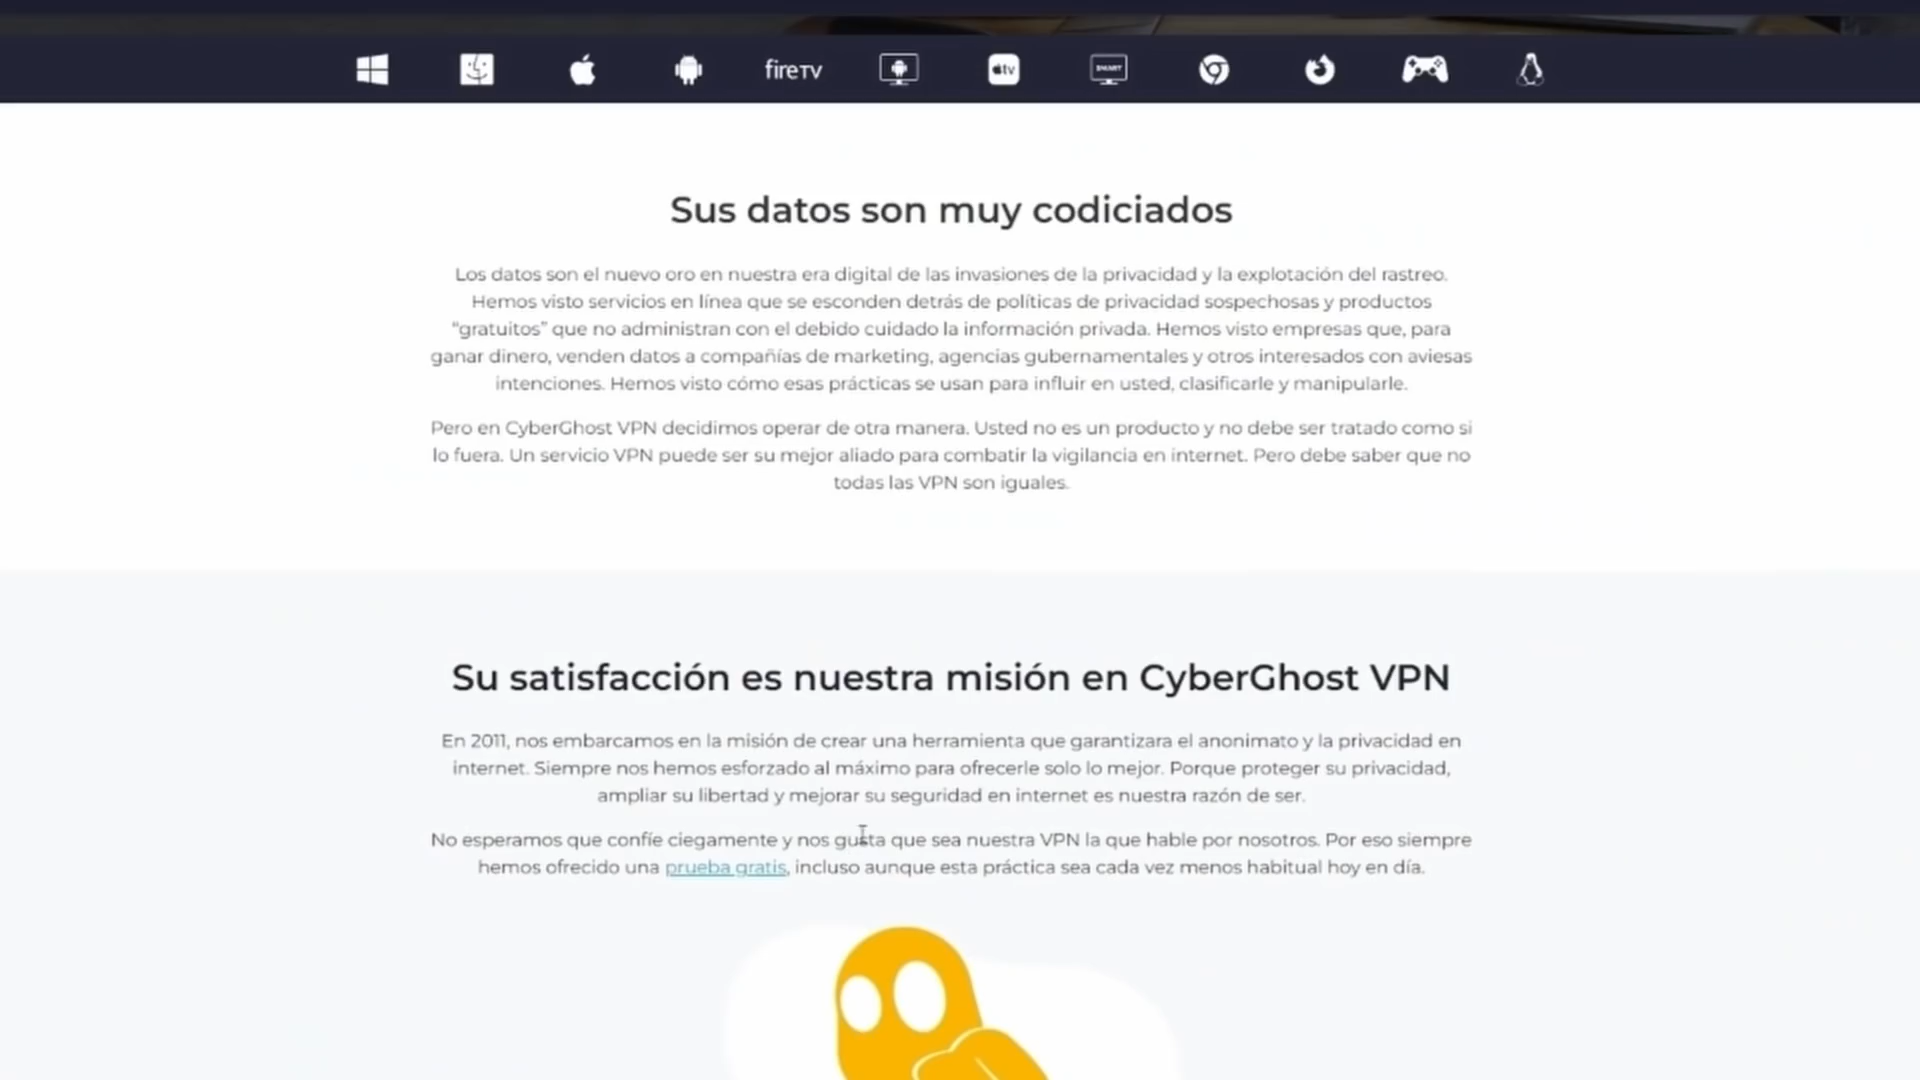 fireTV
tv
SMART
Sus datos son muy codiciados
Los datos son el nuevo oro en nuestra era digital de las invasiones de la privacidad y la explotación del rastreo.
Hemos visto servicios en línea que se esconden detrás de políticas de privacidad sospechosas y productos
“gratuitos” que no administran con el debido cuidado la información privada. Hemos visto empresas que, para
ganar dinero, venden datos a compañías de marketing, agencias gubernamentales y otros interesados con aviesas
intenciones. Hemos visto cómo esas prácticas se usan para influir en usted, clasificarle y manipularle.
Pero en CyberGhost VPN decidimos operar de otra manera. Usted no es un producto y no debe ser tratado como si
lo fuera. Un servicio VPN puede ser su mejor aliado para combatir la vigilancia en internet. Pero debe saber que no
todas las VPN son iguales.
Su satisfacción es nuestra misión en CyberGhost VPN
En 2011, nos embarcamos en la misión de crear una herramienta que garantizara el anonimato y la privacidad en
internet. Siempre nos hemos esforzado al máximo para ofrecerle solo lo mejor. Porque proteger su privacidad,
ampliar su libertad y mejorar su seguridad en internet es nuestra razón de ser.
No esperamos que confíe ciegamente y nos gusta que sea nuestra VPN la que hable por nosotros. Por eso siempre
hemos ofrecido una prueba gratis, incluso aunque esta práctica sea cada vez menos habitual hoy en día.